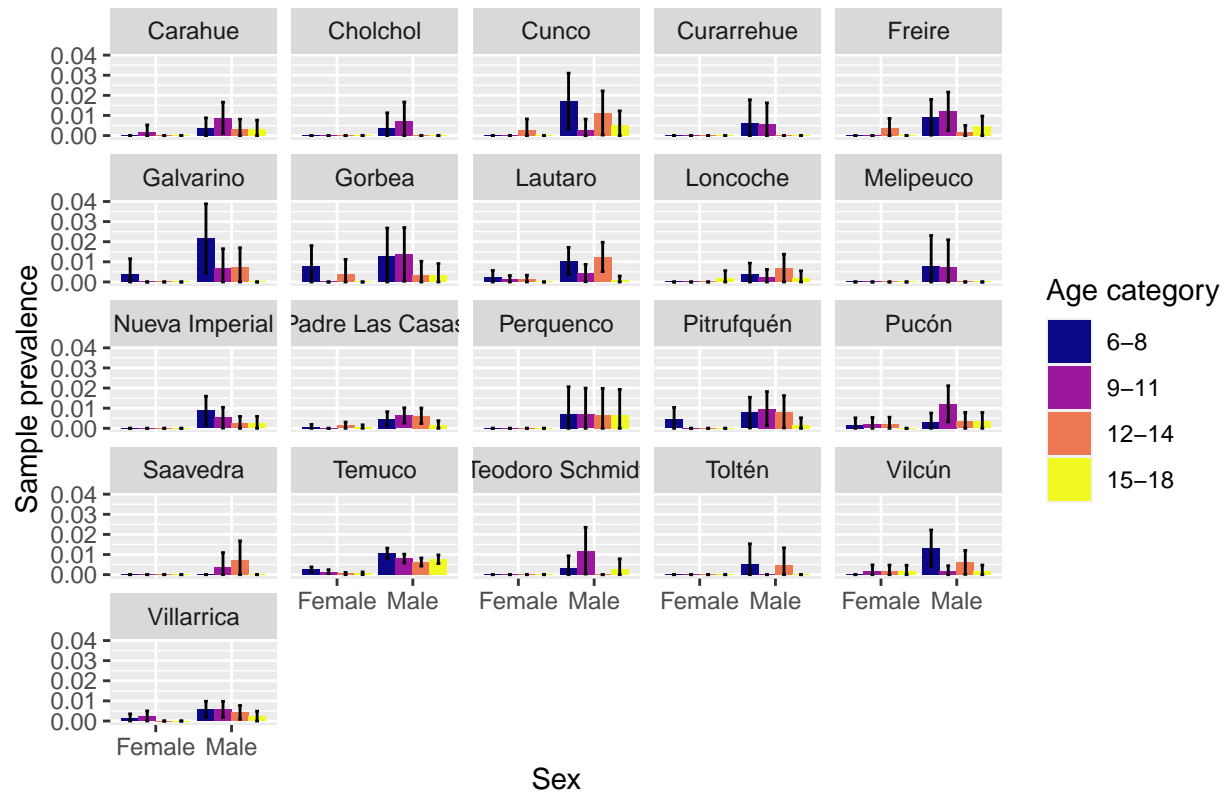 Carahue Cholchol Cunco Curarrehue Freire
0.04
0.03
0.02
0.01
0.00
Galvarino Gorbea Lautaro Loncoche Melipeuco
0.04
0.03
0.02
0.01
0.00
Nueva Imperial Padre Las Casas Perquenco Pitrufquén Pucón
0.04
0.03
0.02
0.01
0.00
Saavedra Temuco Teodoro Schmidt Toltén Vilcún
0.04
0.03
0.02
0.01
0.00
Female Male Female Male Female Male Female Male
Villarrica
0.04
0.03
0.02
0.01
0.00
Female Male
Sex
Sample prevalence
Age category
6−8
9−11
12−14
15−18